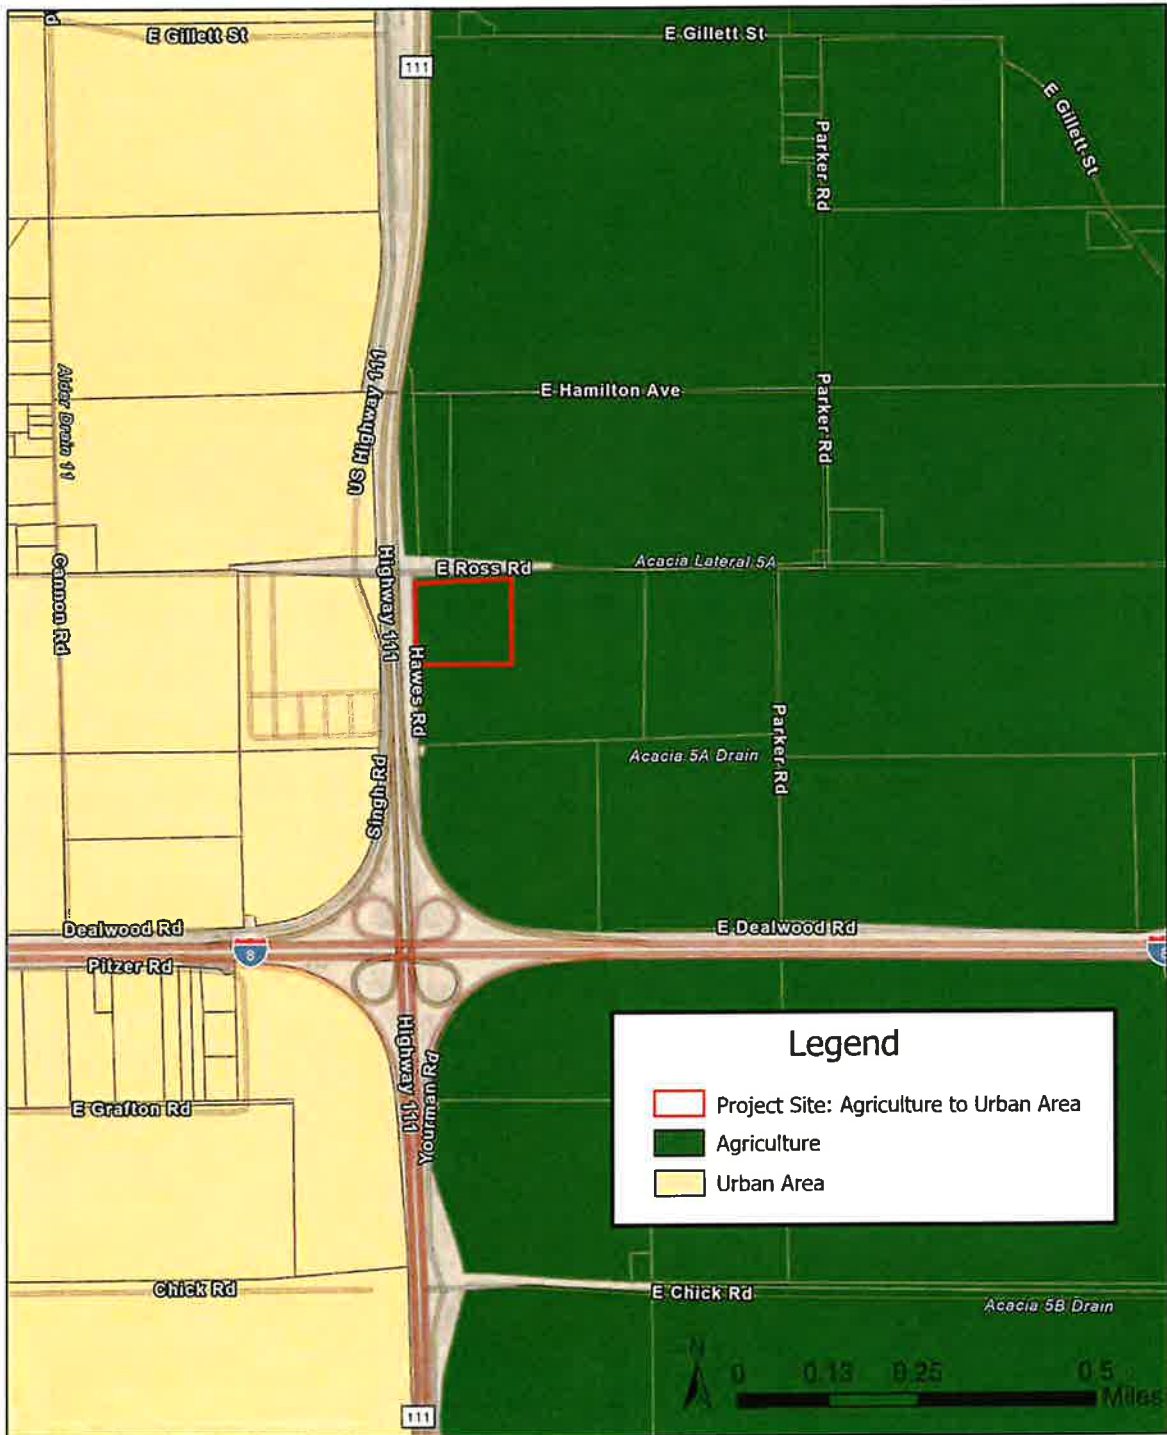 E Gillett St
E Gillett St
111
E Gillett St
Parker Rd
US Highway 111
E Hamilton Ave
Parker Rd
Alder Drain 11
Cannon Rd
Highway 111
E Ross Rd
Acacia Lateral 5A
Hawes Rd
Parker Rd
Acacia 5A Drain
Singh Rd
Dealwood Rd
E Dealwood Rd
8
Pitzer Rd
Highway 111
Yourman Rd
E Grafton Rd
Legend
Project Site: Agriculture to Urban Area
Agriculture
Urban Area
Chick Rd
E Chick Rd
Acacia 5B Drain
N
0 0.13 0.25 0.5
Miles
111